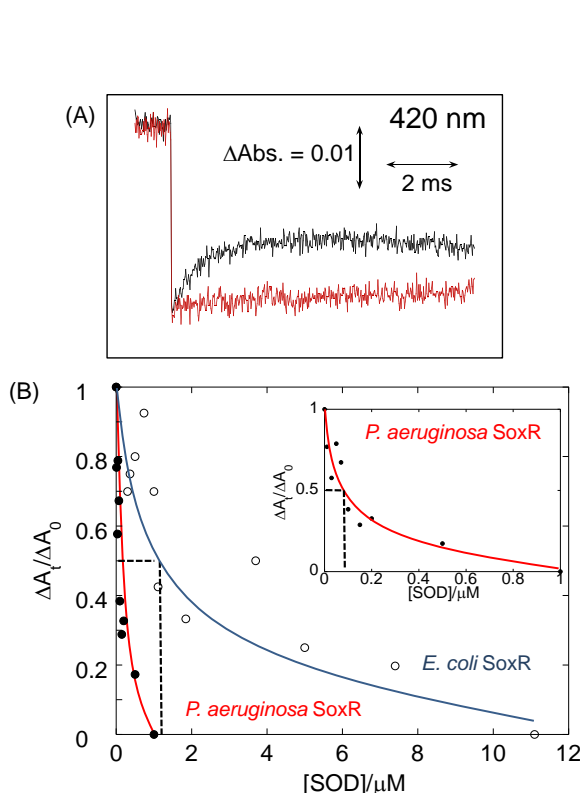 (A)
420 nm
ΔAbs. = 0.01
2 ms
(B)
1
0.8
0.6
0.4
0.2
0
ΔA_t/ΔA_0
0 2 4 6 8 10 12
[SOD]/μM
P. aeruginosa SoxR
E. coli SoxR
1
0.5
0
ΔA_t/ΔA_0
P. aeruginosa SoxR
0 0.2 0.4 0.6 0.8 1
[SOD]/μM